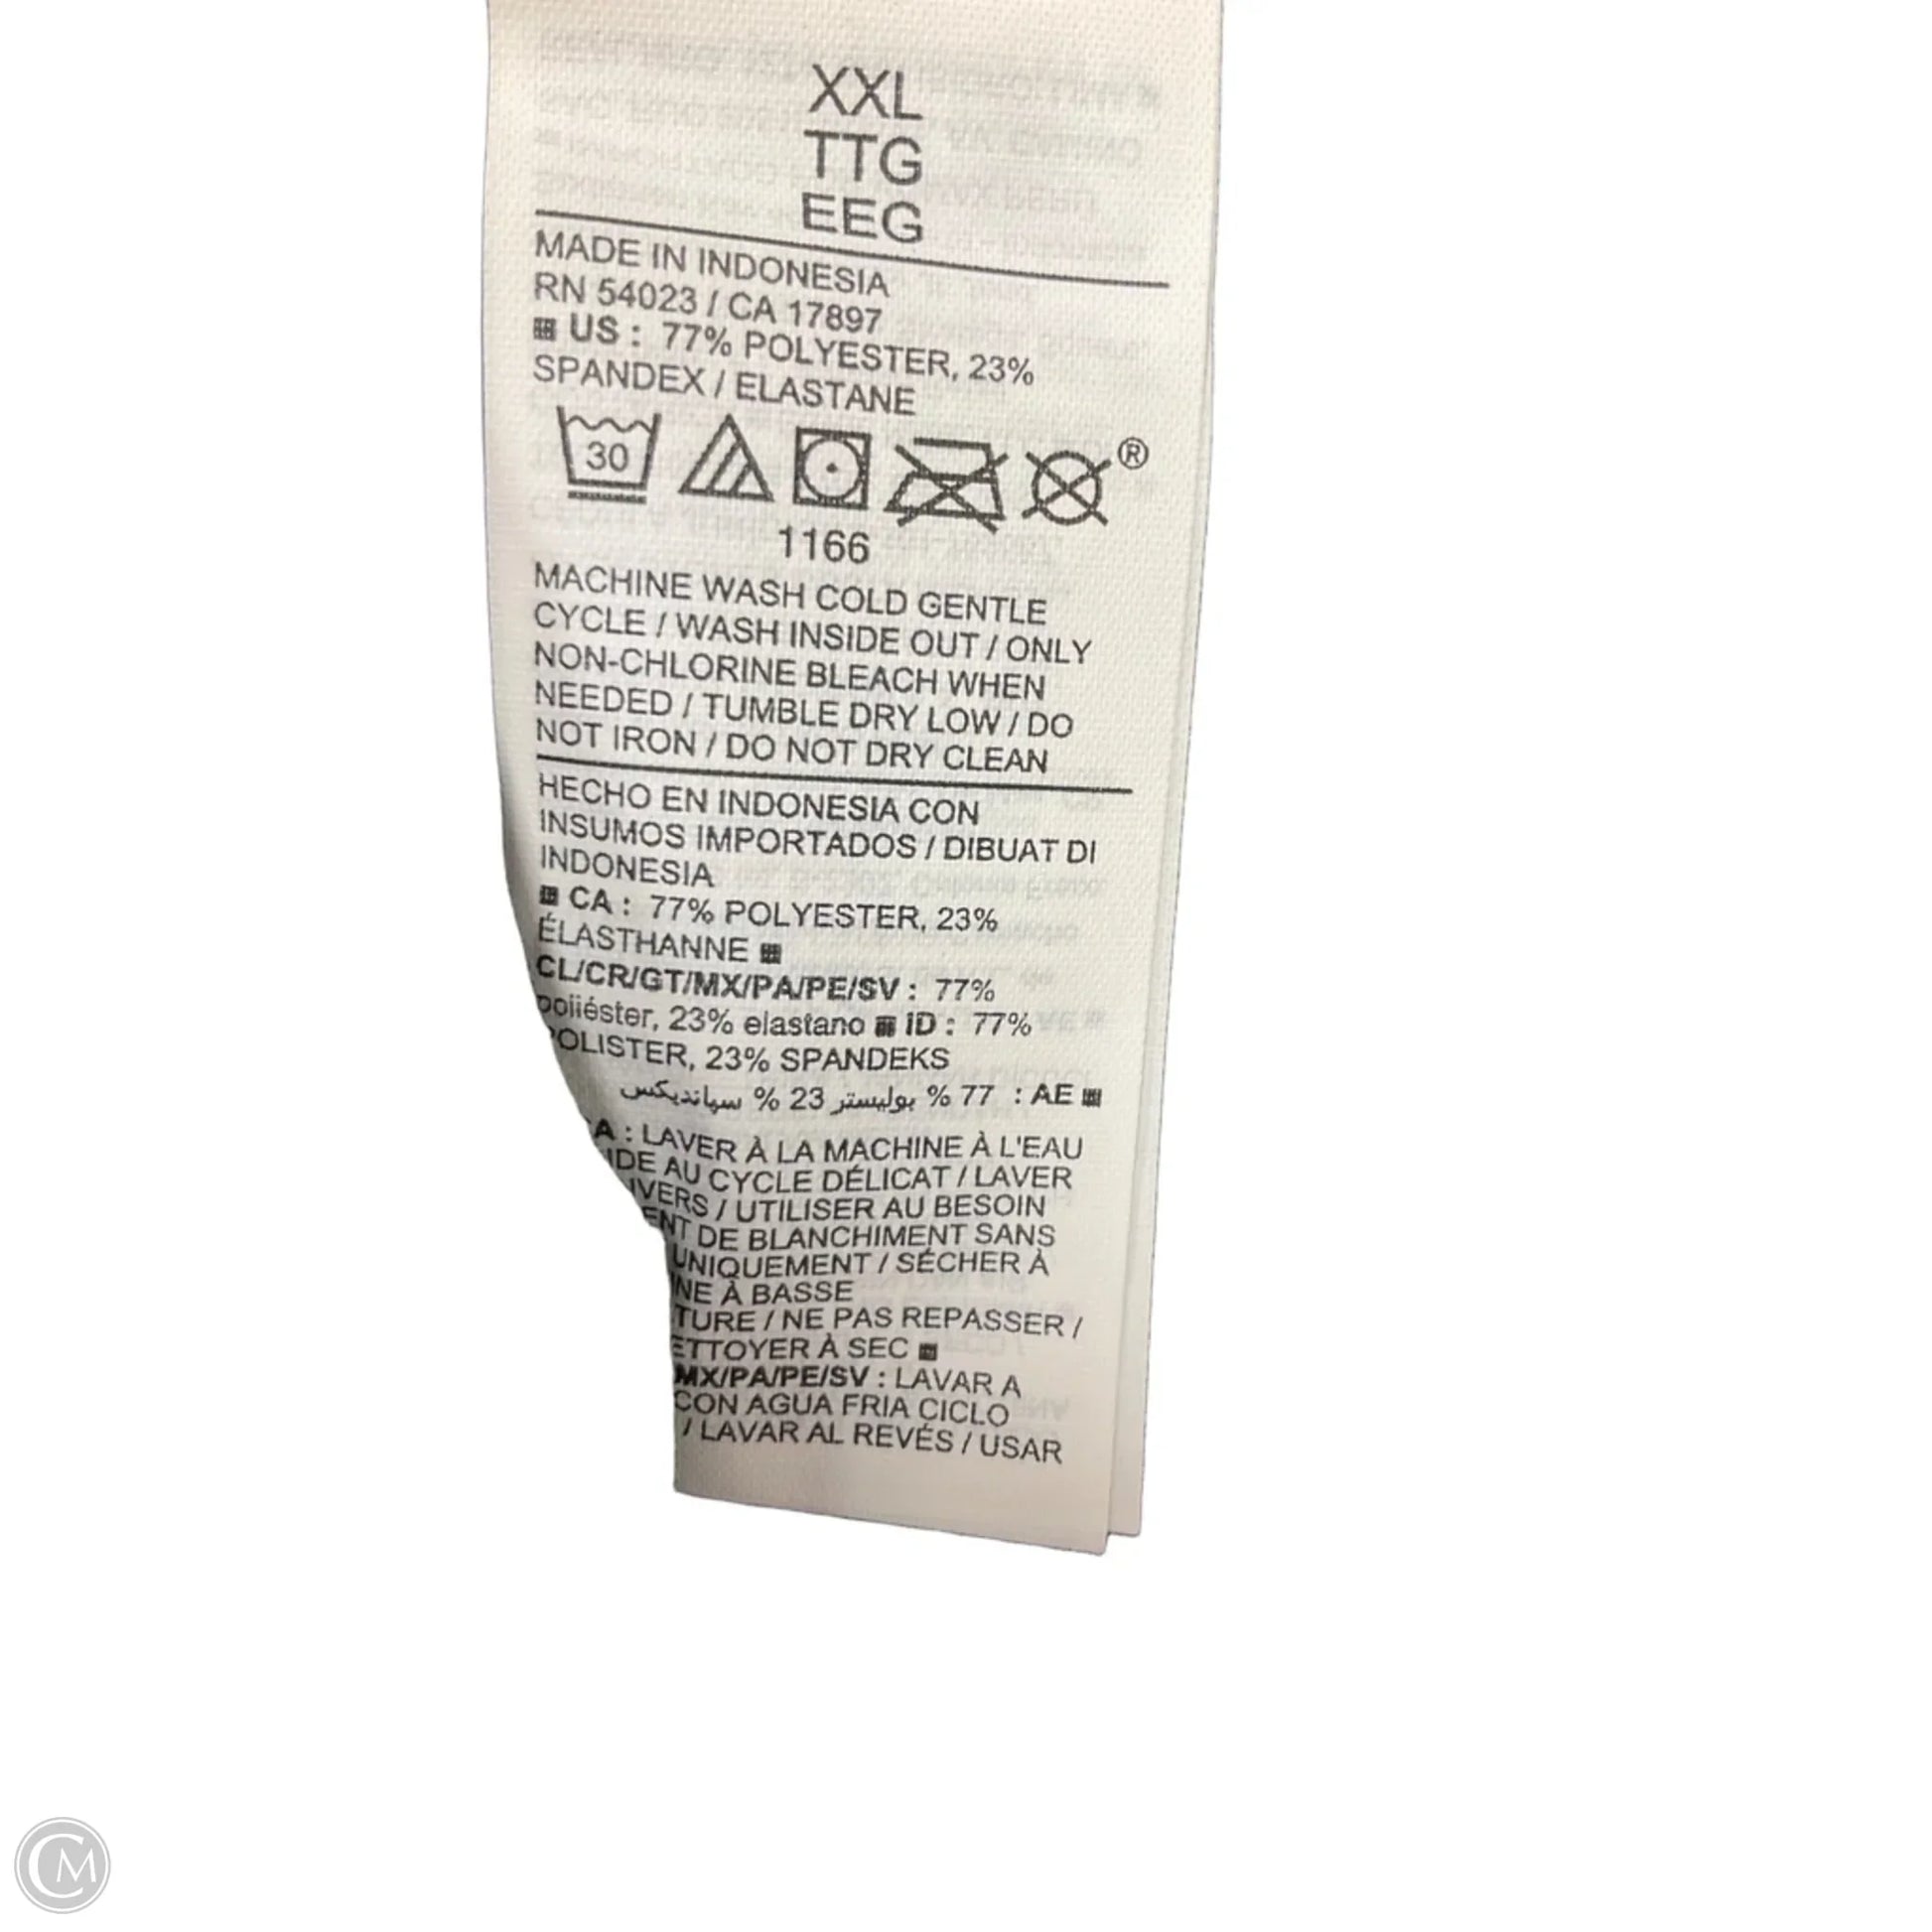 XXL
TTG
EEG
MADE IN INDONESIA
RN 54023 / CA 17897
US : 77% POLYESTER, 23%
SPANDEX / ELASTANE
30
®
1166
MACHINE WASH COLD GENTLE
CYCLE / WASH INSIDE OUT / ONLY
NON-CHLORINE BLEACH WHEN
NEEDED / TUMBLE DRY LOW / DO
NOT IRON / DO NOT DRY CLEAN
HECHO EN INDONESIA CON
INSUMOS IMPORTADOS / DIBUAT DI
INDONESIA
CA : 77% POLYESTER, 23%
ÉLASTHANNE
CL/CR/GT/MX/PA/PE/SV : 77%
poliéster, 23% elastano ID : 77%
POLISTER, 23% SPANDEKS
AE : 77 % بوليستر 23 % سپانديكس
A : LAVER À LA MACHINE À L'EAU
IDE AU CYCLE DÉLICAT / LAVER
VERS / UTILISER AU BESOIN
ENT DE BLANCHIMENT SANS
UNIQUEMENT / SÉCHER À
NE À BASSE
TURE / NE PAS REPASSER /
ETTOYER À SEC
MX/PA/PE/SV : LAVAR A
CON AGUA FRIA CICLO
/ LAVAR AL REVÉS / USAR
CM